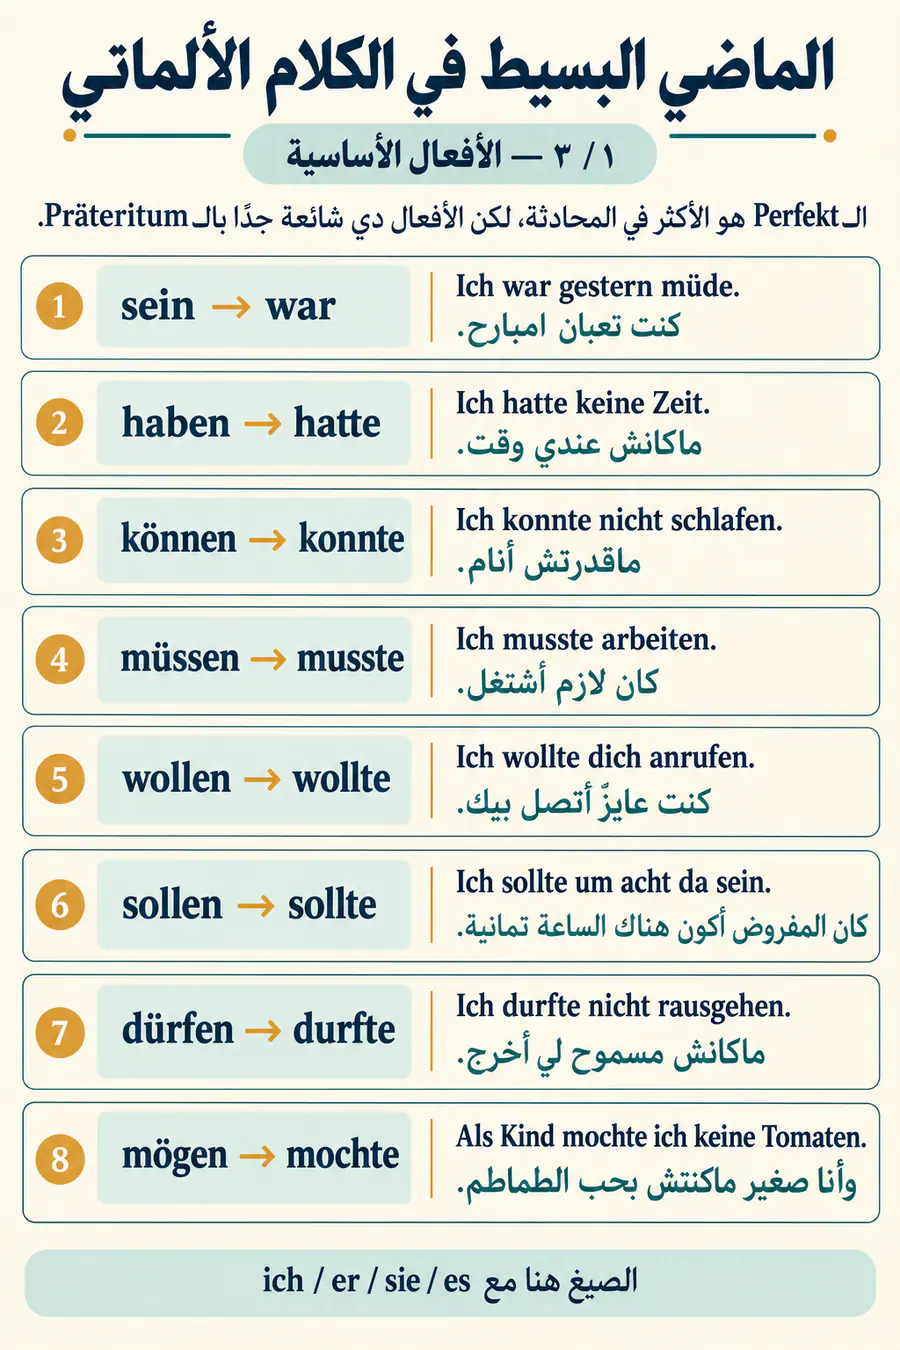 الماضي البسيط في الكلام الألماتي
١ / ٣ — الأفعال الأساسية
الـ Perfekt هو الأكثر في المحادثة، لكن الأفعال دي شائعة جدًا بالـ Präteritum.
1
sein → war
Ich war gestern müde.
كنت تعبان امبارح.
2
haben → hatte
Ich hatte keine Zeit.
ماكانش عندي وقت.
3
können → konnte
Ich konnte nicht schlafen.
ماقدرتش أنام.
4
müssen → musste
Ich musste arbeiten.
كان لازم أشتغل.
5
wollen → wollte
Ich wollte dich anrufen.
كنت عايزَّ أتصل بيك.
6
sollen → sollte
Ich sollte um acht da sein.
كان المفروض أكون هناك الساعة تمانية.
7
dürfen → durfte
Ich durfte nicht rausgehen.
ماكانش مسموح لي أخرج.
8
mögen → mochte
Als Kind mochte ich keine Tomaten.
وأنا صغير ماكنتش بحب الطماطم.
الصيغ هنا مع ich / er / sie / es